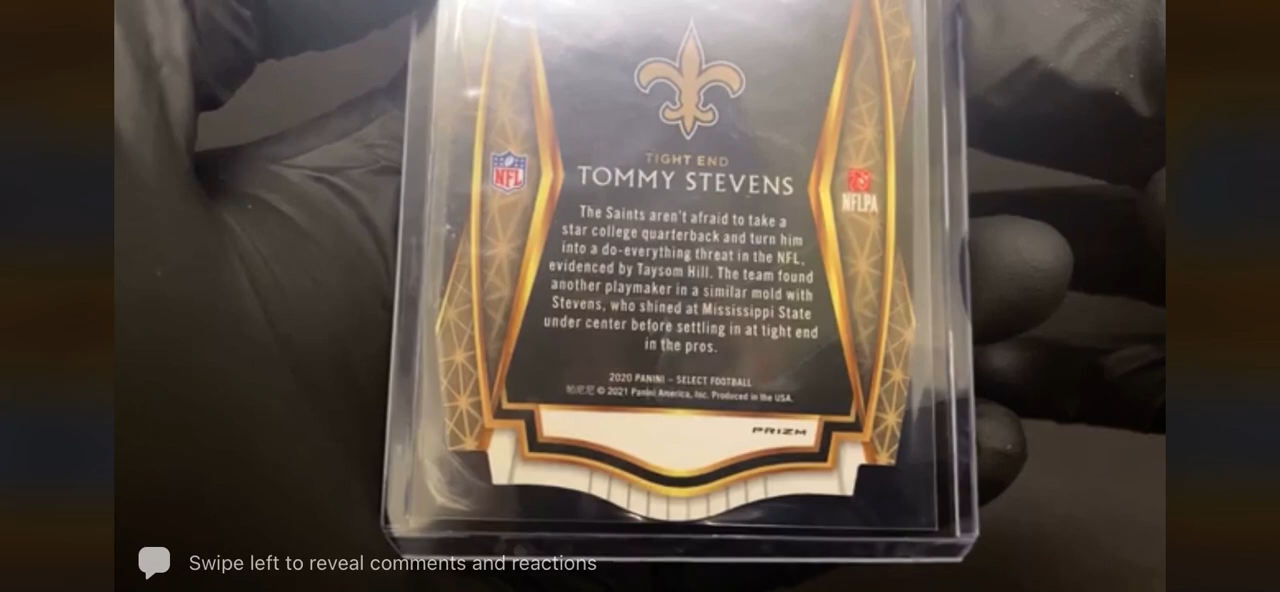 TIGHT END
TOMMY STEVENS
NFL
NFLPA
The Saints aren't afraid to take a
star college quarterback and turn him
into a do-everything threat in the NFL,
evidenced by Taysom Hill. The team found
another playmaker in a similar mold with
Stevens, who shined at Mississippi State
under center before settling in at tight end
in the pros.
2020 PANINI – SELECT FOOTBALL
帕尼尼 © 2021 Panini America, Inc. Produced in the USA.
PRIZM
Swipe left to reveal comments and reactions